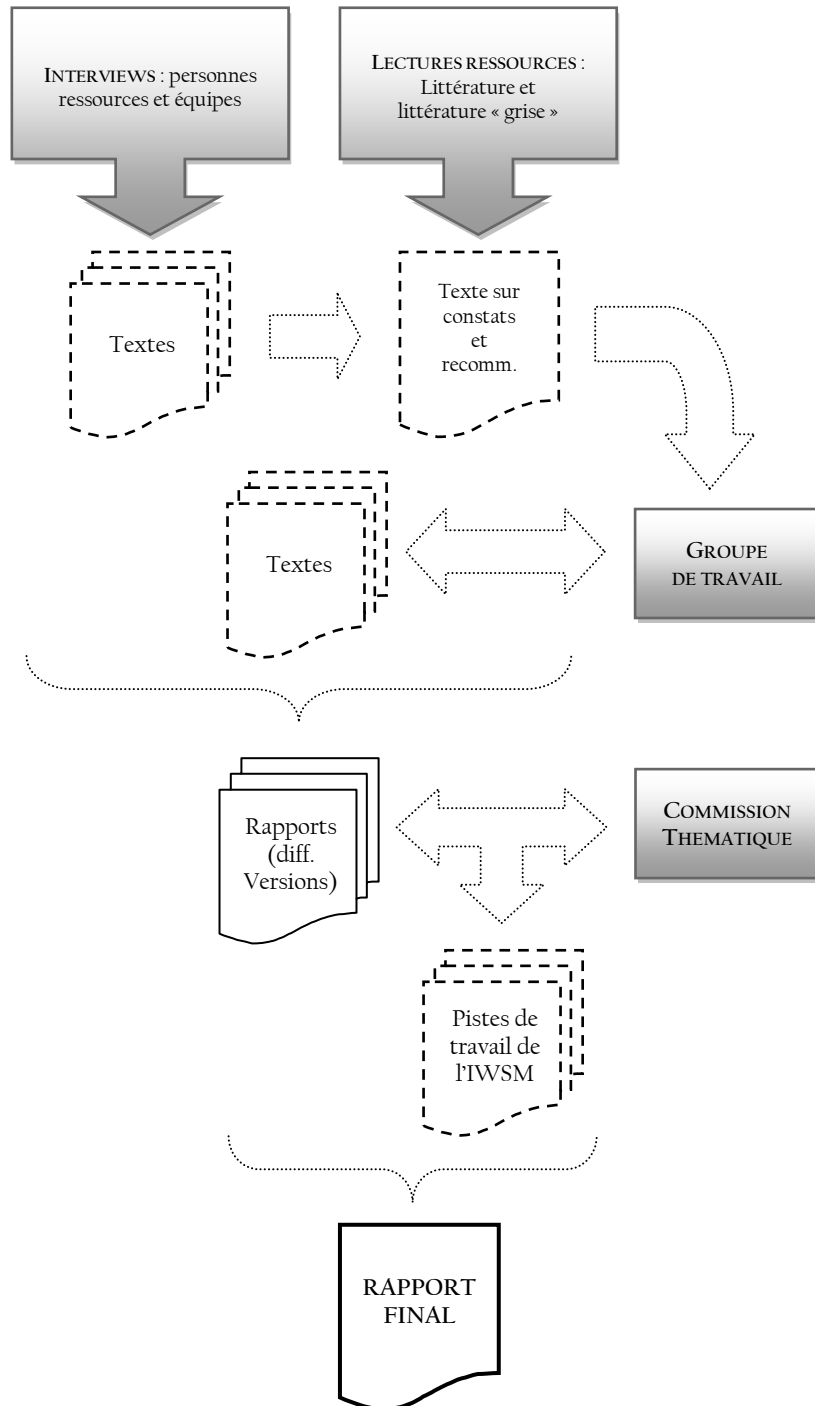 INTERVIEWS : personnes
ressources et équipes
LECTURES RESSOURCES :
Littérature et
littérature « grise »
Textes
Texte sur
constats
et
recomm.
Textes
GROUPE
DE TRAVAIL
Rapports
(diff.
Versions)
COMMISSION
THEMATIQUE
Pistes de
travail de
l'IWSM
RAPPORT
FINAL